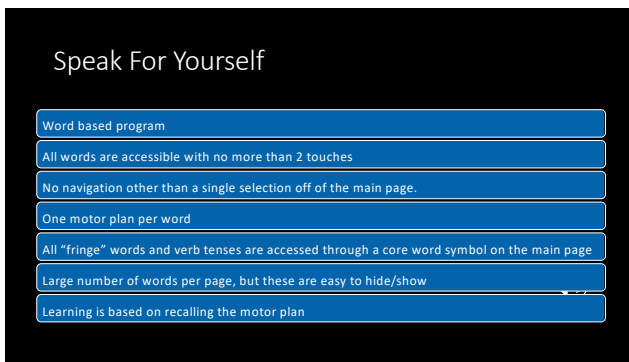 Speak For Yourself
Word based program
All words are accessible with no more than 2 touches
No navigation other than a single selection off of the main page.
One motor plan per word
All “fringe” words and verb tenses are accessed through a core word symbol on the main page
Large number of words per page, but these are easy to hide/show
Learning is based on recalling the motor plan